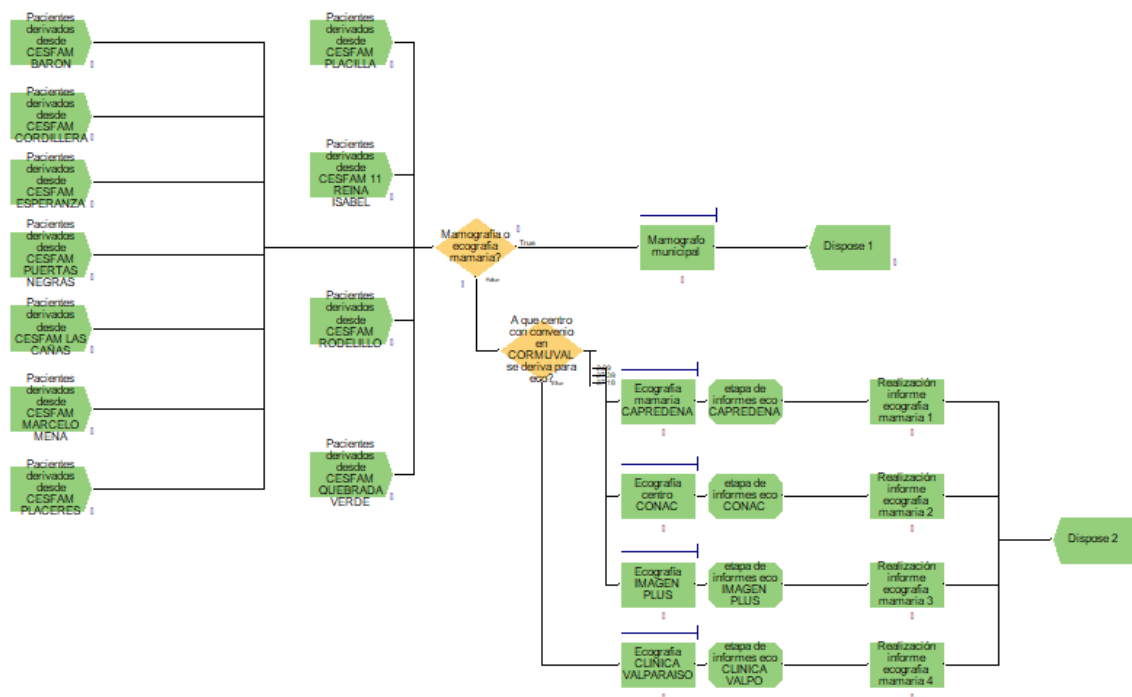 Pacientes
derivados
desde
CESFAM
BARON
Pacientes
derivados
desde
CESFAM
CORDILLERA
Pacientes
derivados
desde
CESFAM
ESPERANZA
Pacientes
derivados
desde
CESFAM
PUERTAS
NEGRAS
Pacientes
derivados
desde
CESFAM LAS
CAÑAS
Pacientes
derivados
desde
CESFAM
MARCELO
MENA
Pacientes
derivados
desde
CESFAM
PLACERES
Pacientes
derivados
desde
CESFAM
PLACILLA
Pacientes
derivados
desde
CESFAM 11
REINA
ISABEL
Pacientes
derivados
desde
CESFAM
RODELILLO
Pacientes
derivados
desde
CESFAM
QUEBRADA
VERDE
Mamografia o
ecografia
mamaria?
True
False
Mamografo
municipal
Dispose 1
A que centro
con convenio
en
CORMUVAL
se deriva para
eco?
Else
Ecografia
mamaria
CAPREDENA
etapa de
informes eco
CAPREDENA
Realización
informe
ecografia
mamaria 1
Ecografia
centro
CONAC
etapa de
informes eco
CONAC
Realización
informe
ecografia
mamaria 2
Ecografia
IMAGEN
PLUS
etapa de
informes eco
IMAGEN
PLUS
Realización
informe
ecografia
mamaria 3
Ecografia
CLIÑICA
VALPARAISO
etapa de
informes eco
CLINICA
VALPO
Realización
informe
ecografia
mamaria 4
Dispose 2